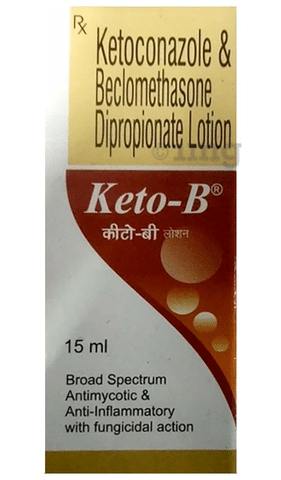 Rx
Ketoconazole &
Beclomethasone
Dipropionate Lotion
Keto-B®
कीटो-बी लोशन
15 ml
Broad Spectrum
Antimycotic &
Anti-Inflammatory
with fungicidal action